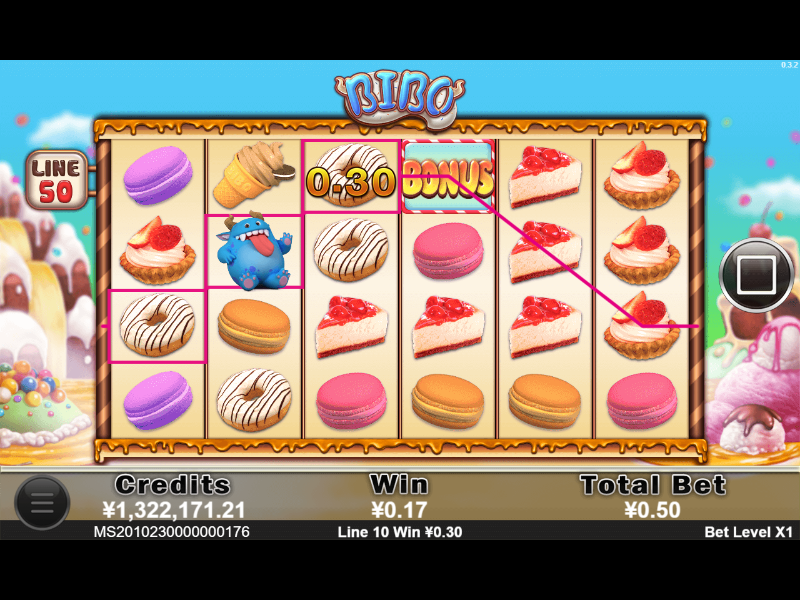 0.3.2
BIBO
LINE
50
0.30
BONUS
Credits
Win
Total Bet
¥1,322,171.21
¥0.17
¥0.50
MS2010230000000176
Line 10 Win ¥0.30
Bet Level X1